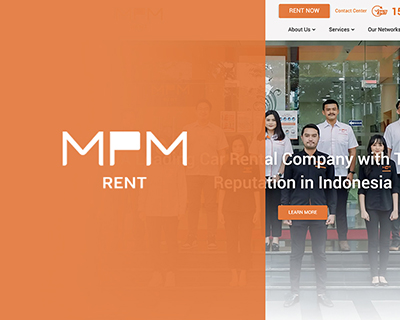 RENT NOW
Contact Center
15
About Us
Services
Our Networks
MPM
RENT
Car Rental Company with T
Reputation in Indonesia
LEARN MORE